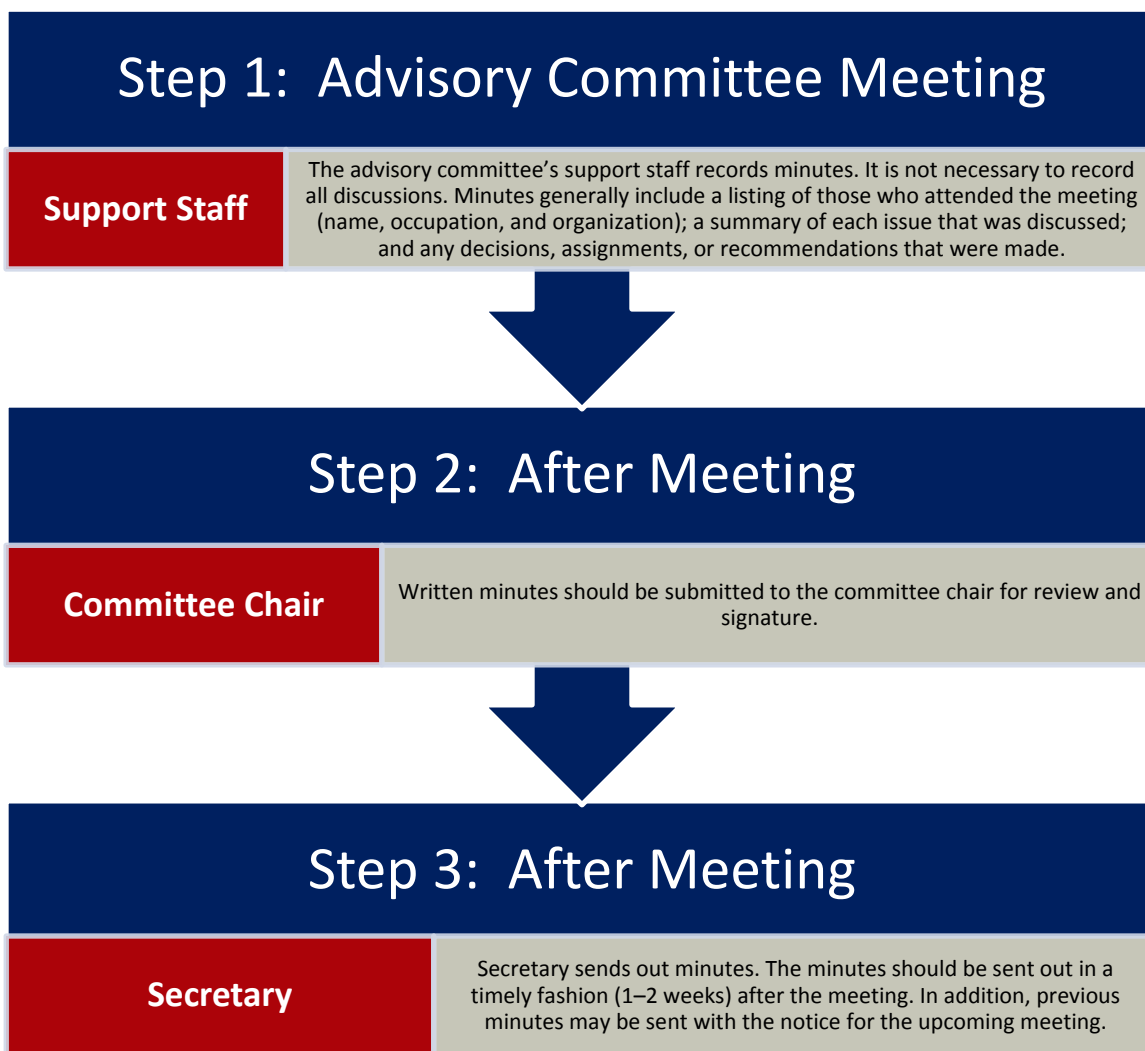 Step 1:  Advisory Committee Meeting
Support Staff
The advisory committee’s support staff records minutes. It is not necessary to record
all discussions. Minutes generally include a listing of those who attended the meeting
(name, occupation, and organization); a summary of each issue that was discussed;
and any decisions, assignments, or recommendations that were made.
Step 2:  After Meeting
Committee Chair
Written minutes should be submitted to the committee chair for review and
signature.
Step 3:  After Meeting
Secretary
Secretary sends out minutes. The minutes should be sent out in a
timely fashion (1–2 weeks) after the meeting. In addition, previous
minutes may be sent with the notice for the upcoming meeting.